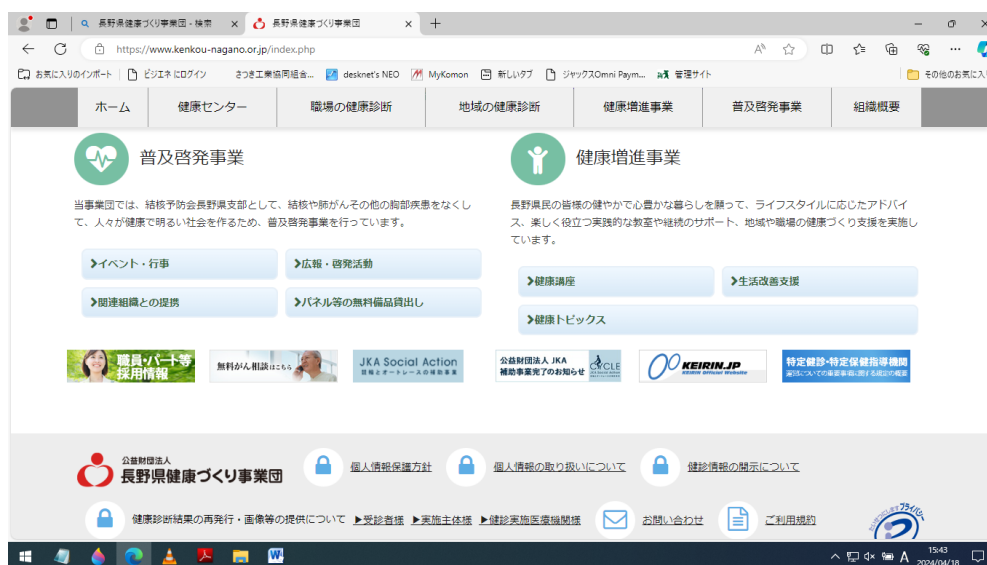 長野県健康づくり事業団 - 検索
長野県健康づくり事業団
https://www.kenkou-nagano.or.jp/index.php
お気に入りのインポート
ビジエネ にログイン
さつき工業協同組合...
desknet's NEO
MyKomon
新しいタブ
ジャックスOmni Paym...
管理サイト
その他のお気に入り
ホーム
健康センター
職場の健康診断
地域の健康診断
健康増進事業
普及啓発事業
組織概要
普及啓発事業
当事業団では、結核予防会長野県支部として、結核や肺がんその他の胸部疾患をなくし
て、人々が健康で明るい社会を作るため、普及啓発事業を行っています。
イベント・行事
広報・啓発活動
関連組織との提携
パネル等の無料備品貸出し
健康増進事業
長野県民の皆様の健やかで心豊かな暮らしを願って、ライフスタイルに応じたアドバイ
ス、楽しく役立つ実践的な教室や継続のサポート、地域や職場の健康づくり支援を実施し
ています。
健康講座
生活改善支援
健康トピックス
職員・パート等
採用情報
無料がん相談はこちら
JKA Social Action
競輪とオートレースの補助事業
公益財団法人 JKA
補助事業完了のお知らせ
CYCLE
KEIRIN.JP
KEIRIN Official Website
特定健診・特定保健指導機関
公益財団法人
長野県健康づくり事業団
個人情報保護方針
個人情報の取り扱いについて
健診情報の開示について
健康診断結果の再発行・画像等の提供について ▶受診者様 ▶実施主体様 ▶健診実施医療機関様
お問い合わせ
ご利用規約
15:43
2024/04/18